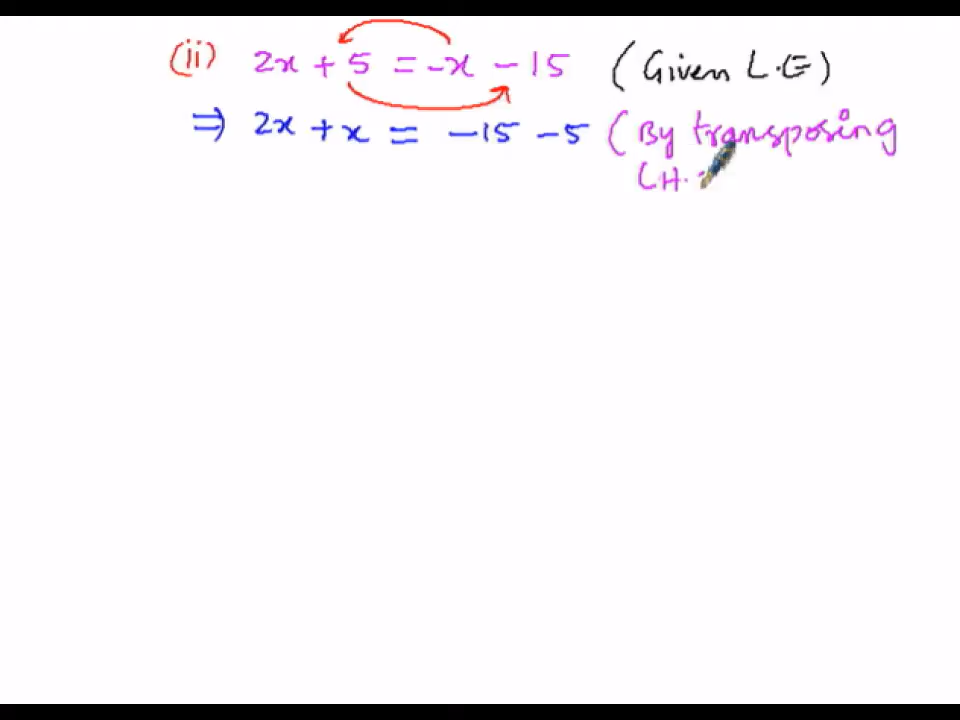 (ii) 2x + 5 = -x - 15 (Given L.E)
⇒ 2x + x = -15 - 5 (By transposing